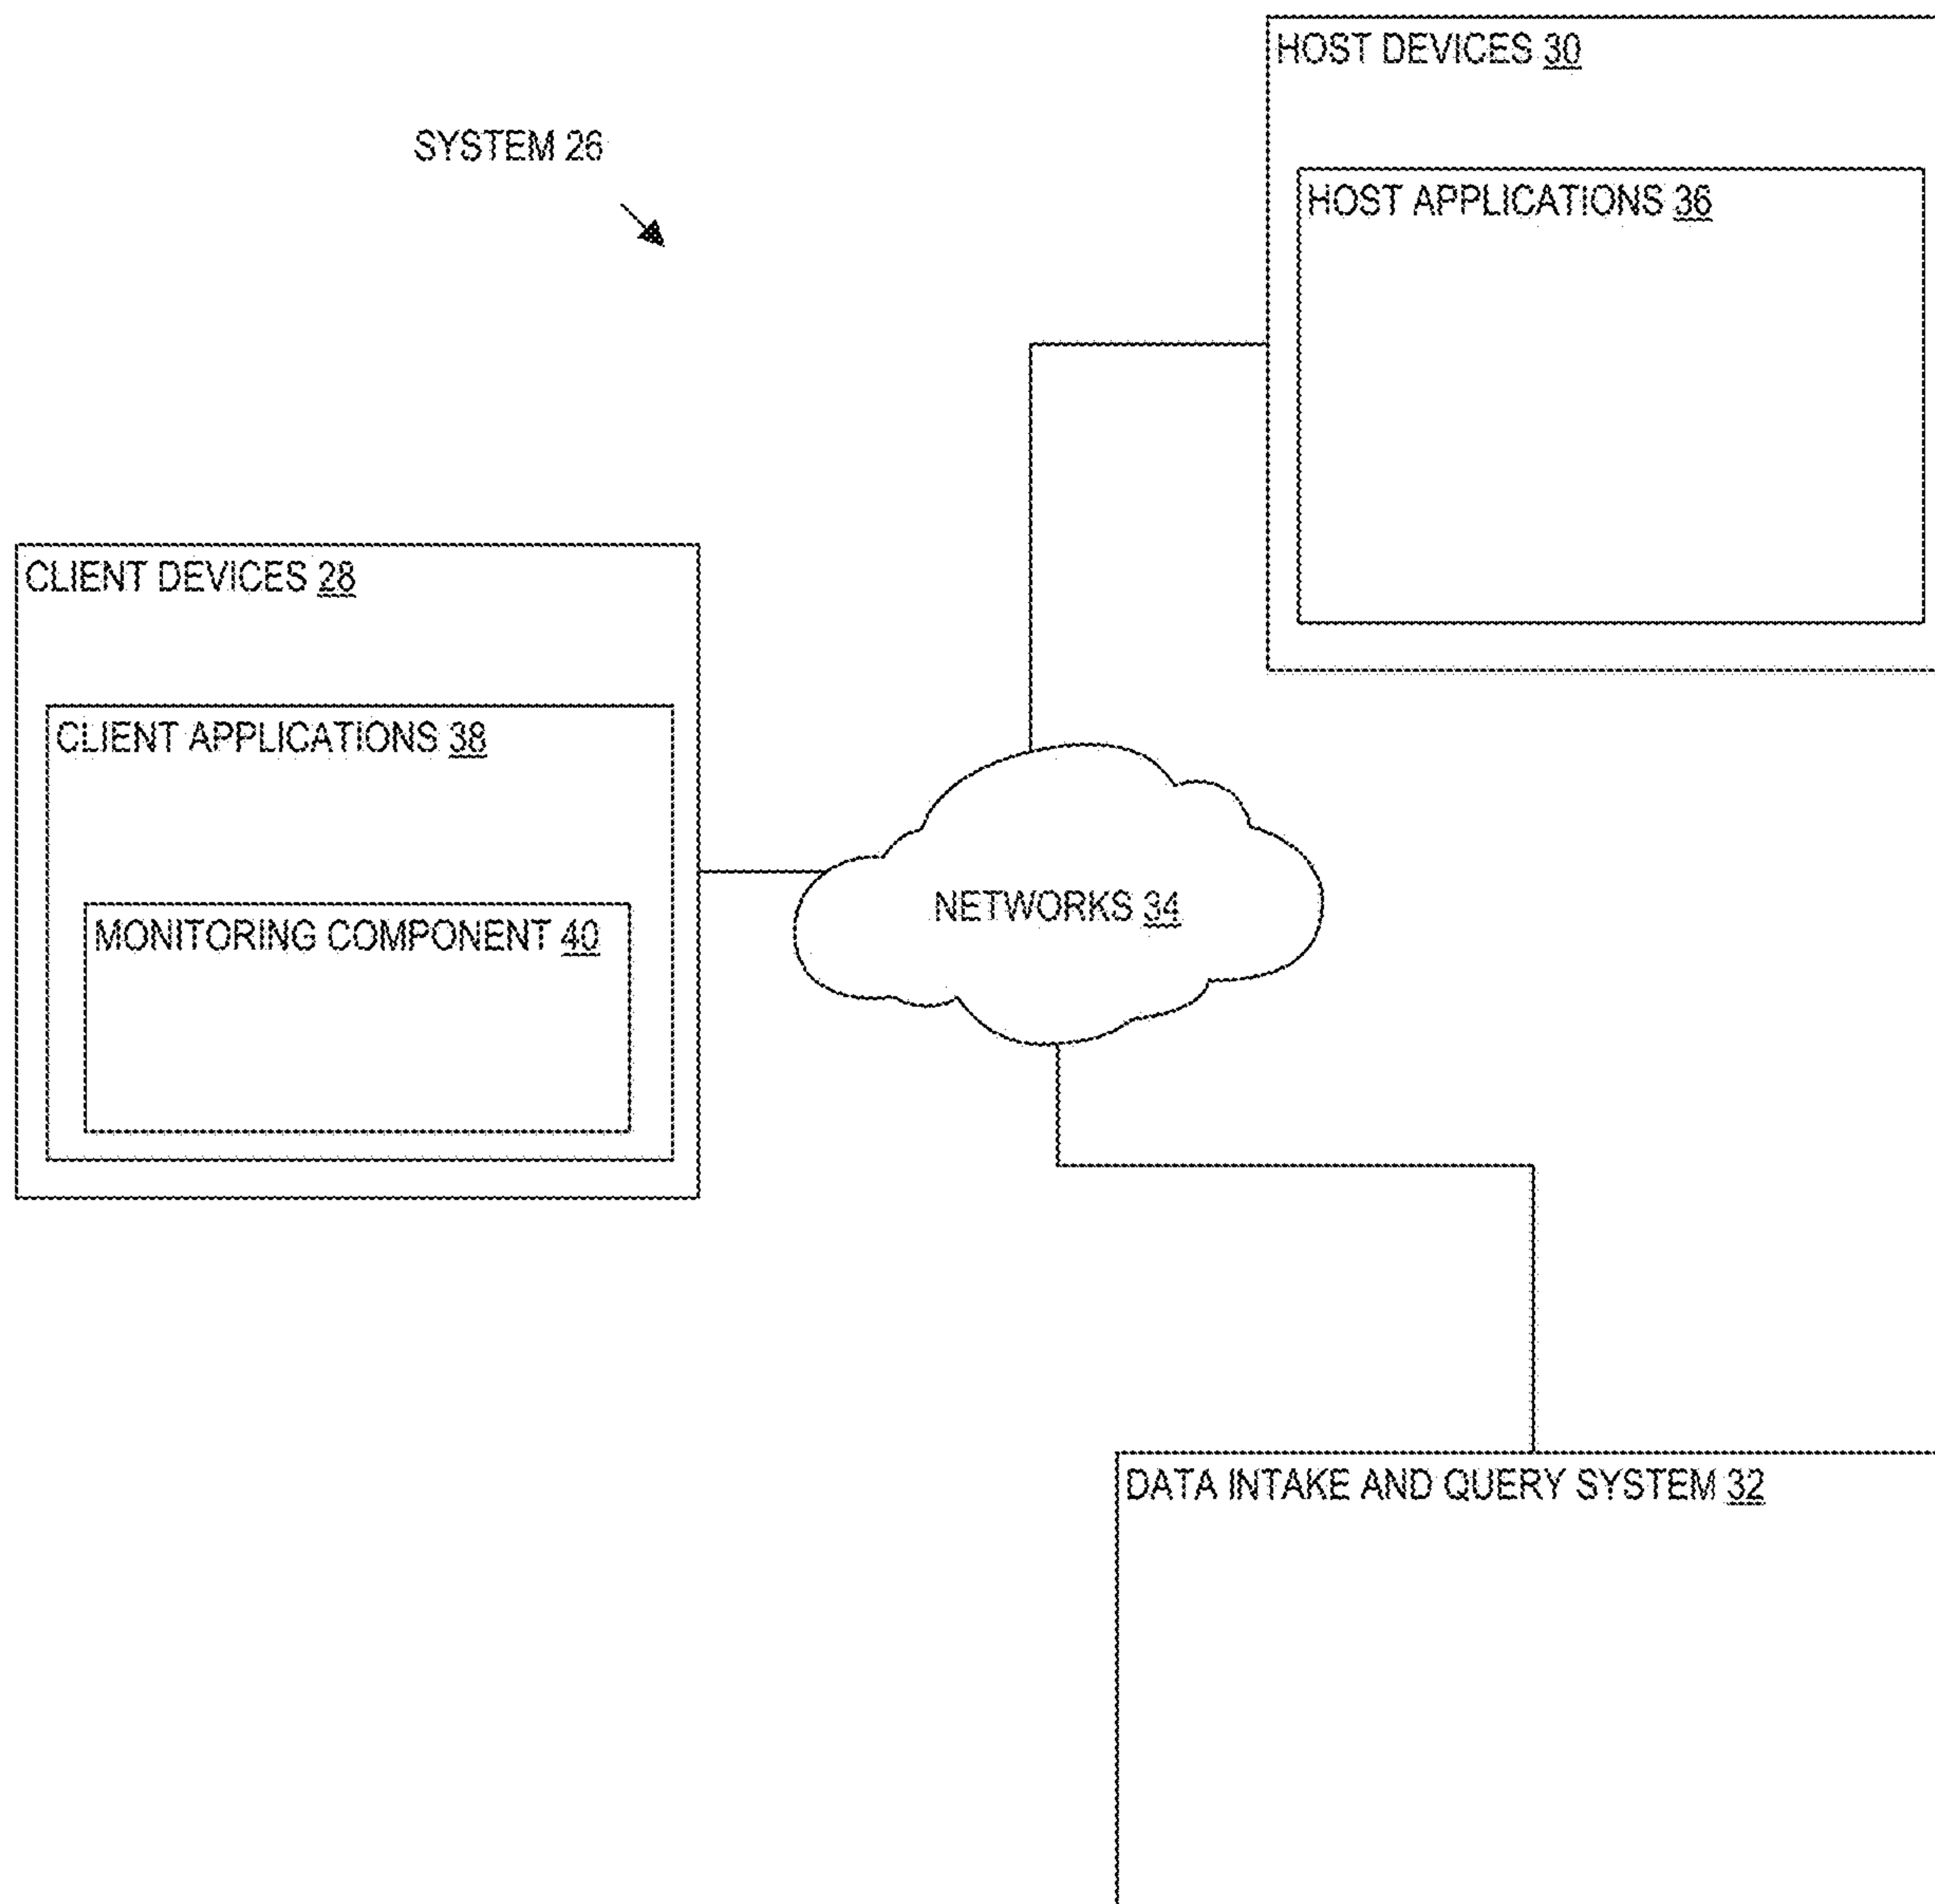 HOST DEVICES 30
SYSTEM 26
HOST APPLICATIONS 36
CLIENT DEVICES 28
CLIENT APPLICATIONS 38
NETWORKS 34
MONITORING COMPONENT 40
DATA INTAKE AND QUERY SYSTEM 32